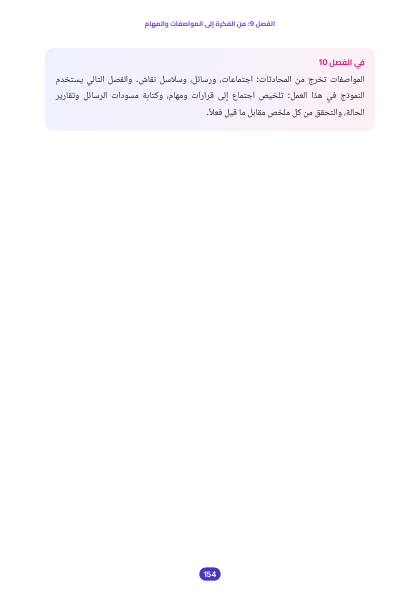 الفصل 9: من الفكرة إلى المواصفات والمهام
في الفصل 10
المواصفات تخرج من المحادثات: اجتماعات، ورسائل، وسلاسل نقاش. والفصل التالي يستخدم
النموذج في هذا العمل: تلخيص اجتماع إلى قرارات ومهام، وكتابة مسودات الرسائل وتقارير
الحالة، والتحقق من كل ملخص مقابل ما قيل فعلاً.
154